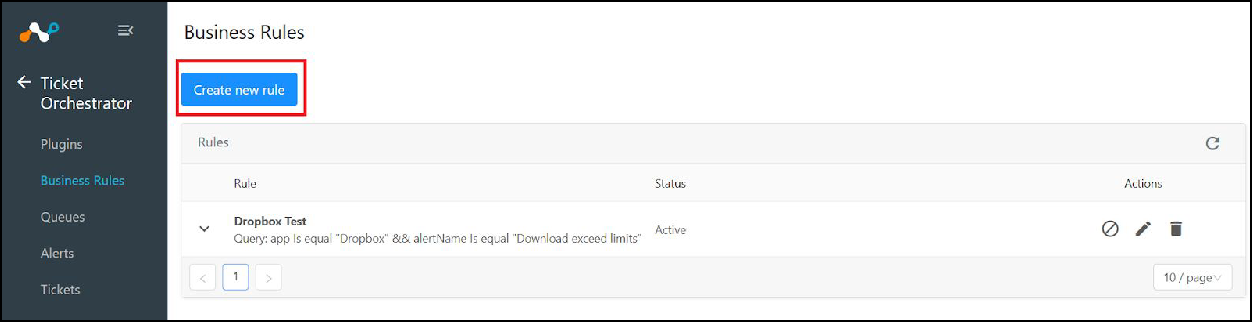 Business Rules
Ticket
Orchestrator
Plugins
Business Rules
Queues
Alerts
Tickets
Create new rule
Rules
Rule
Status
Actions
Dropbox Test
Query: app Is equal "Dropbox" && alertName Is equal "Download exceed limits"
Active
1
10 / page